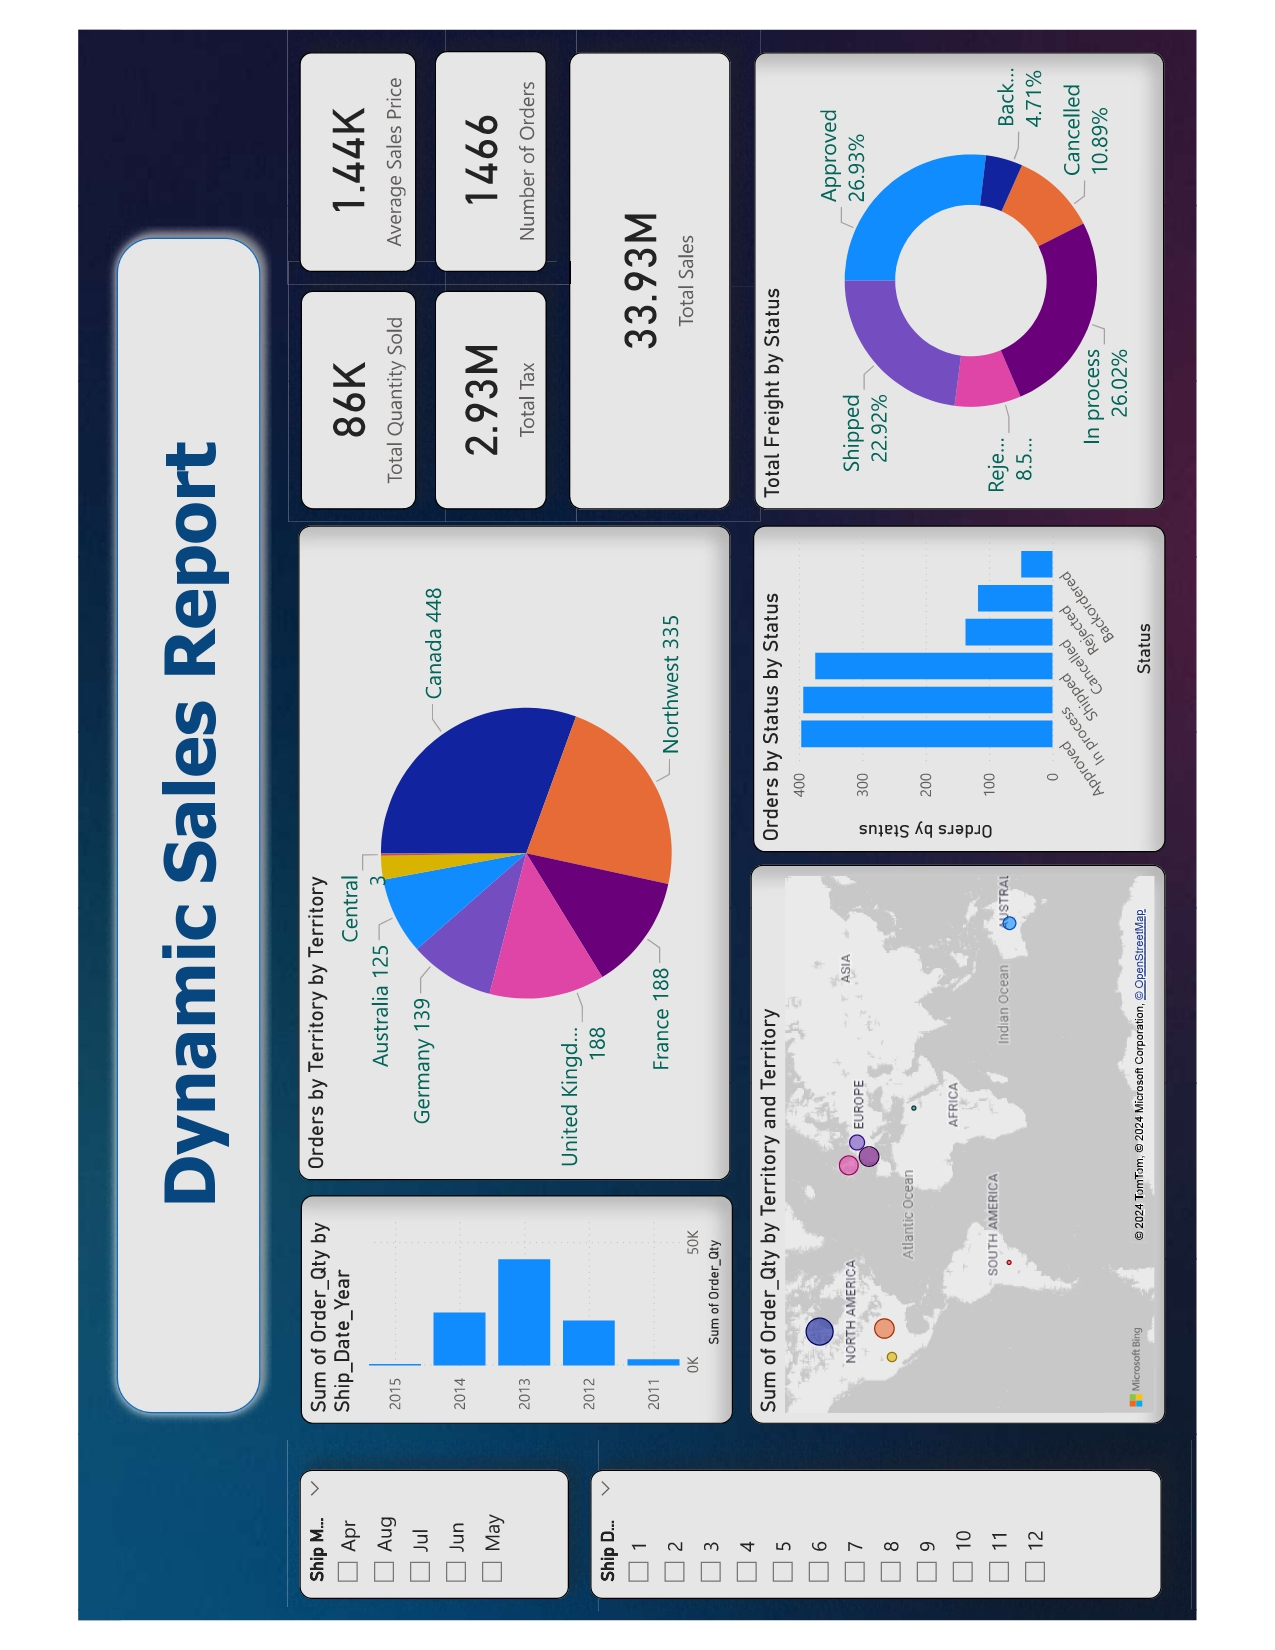 Dynamic Sales Report
Ship M...
Apr
Aug
Jul
Jun
May
Ship D...
1
2
3
4
5
6
7
8
9
10
11
12
Sum of Order_Qty by
Ship_Date_Year
2015
2014
2013
2012
2011
0K
50K
Sum of Order_Qty
Orders by Territory by Territory
Central
3
Australia 125
Germany 139
United Kingd...
188
France 188
Northwest 335
Canada 448
86K
Total Quantity Sold
1.44K
Average Sales Price
2.93M
Total Tax
1466
Number of Orders
33.93M
Total Sales
Sum of Order_Qty by Territory and Territory
NORTH AMERICA
EUROPE
ASIA
Atlantic Ocean
AFRICA
SOUTH AMERICA
Indian Ocean
AUSTRAL
Microsoft Bing
© 2024 TomTom, © 2024 Microsoft Corporation, © OpenStreetMap
Orders by Status by Status
Orders by Status
400
300
200
100
0
Approved
In process
Shipped
Cancelled
Rejected
Backordered
Status
Total Freight by Status
Approved
26.93%
Back...
4.71%
Cancelled
10.89%
In process
26.02%
Reje...
8.5...
Shipped
22.92%